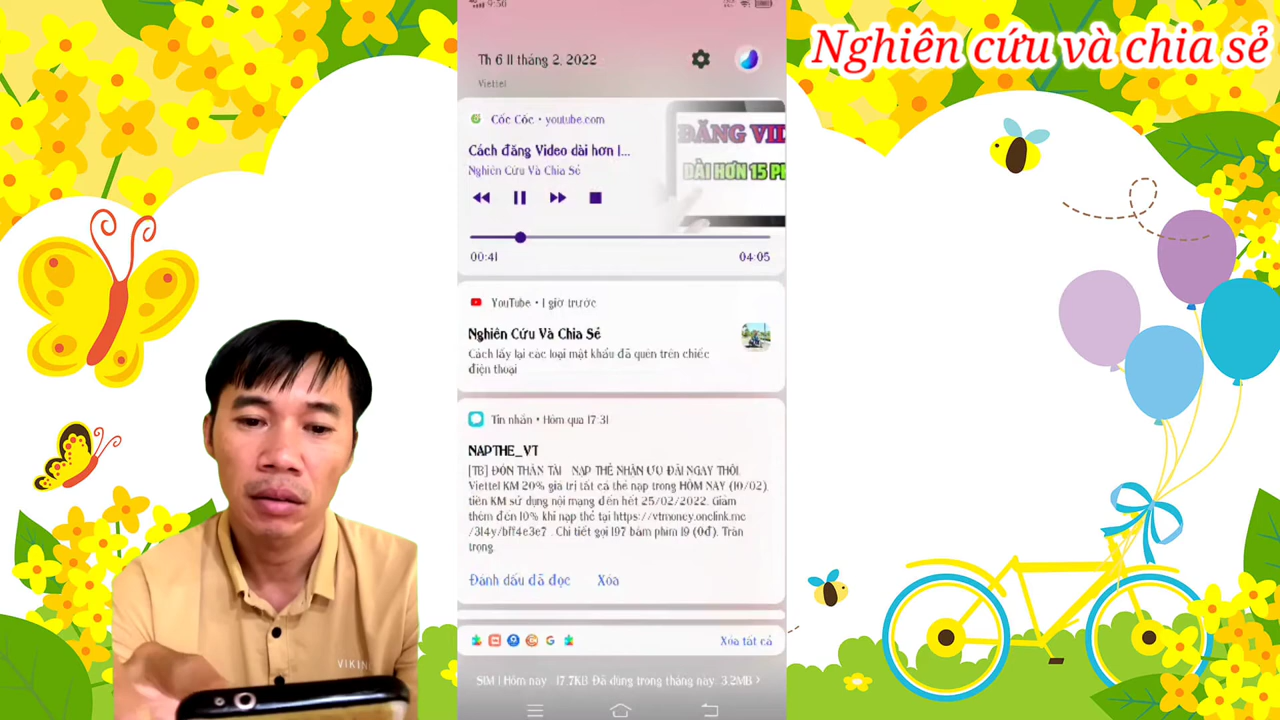 Nghiên cứu và chia sẻ
9:50
Th 6 11 tháng 2, 2022
Viettel
Cốc Cốc • youtube.com
Cách đăng Video dài hơn |...
Nghiên Cứu Và Chia Sẻ
ĐĂNG VI
DÀI HƠN 15 P
00:41
04:05
YouTube • 1 giờ trước
Nghiên Cứu Và Chia Sẻ
Cách lấy lại các loại mật khẩu đã quên trên chiếc
điện thoại
Tin nhắn • Hôm qua 17:31
NAPTHE_VT
[TB] ĐÓN THẦN TÀI - NẠP THẺ NHẬN ƯU ĐÃI NGAY THÔI.
Viettel KM 20% giá trị tất cả thẻ nạp trong HÔM NAY (10/02),
tiền KM sử dụng nội mạng đến hết 25/02/2022. Giảm
thêm đến 10% khi nạp thẻ tại https://vtmoney.onelink.me
/3l4y/bff4e3e7 . Chi tiết gọi 197 bấm phím 19 (0đ). Trân
trọng.
Đánh dấu đã đọc
Xóa
Xóa tất cả
SIM 1 Hôm nay : 17.7KB Đã dùng trong tháng này: 3.2MB >
VIKIN